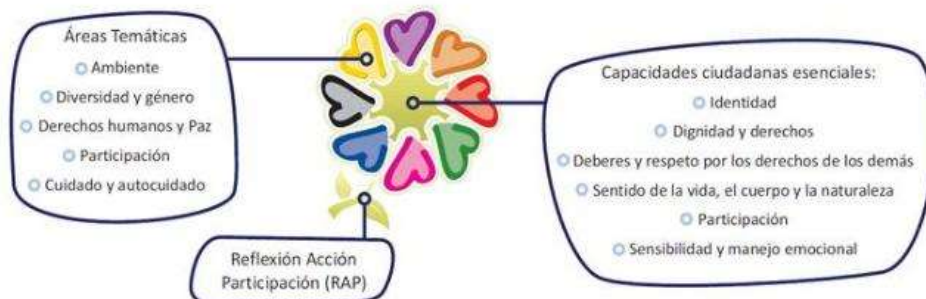 Áreas Temáticas
Ambiente
Diversidad y género
Derechos humanos y Paz
Participación
Cuidado y autocuidado
Capacidades ciudadanas esenciales:
Identidad
Dignidad y derechos
Deberes y respeto por los derechos de los demás
Sentido de la vida, el cuerpo y la naturaleza
Participación
Sensibilidad y manejo emocional
Reflexión Acción
Participación (RAP)